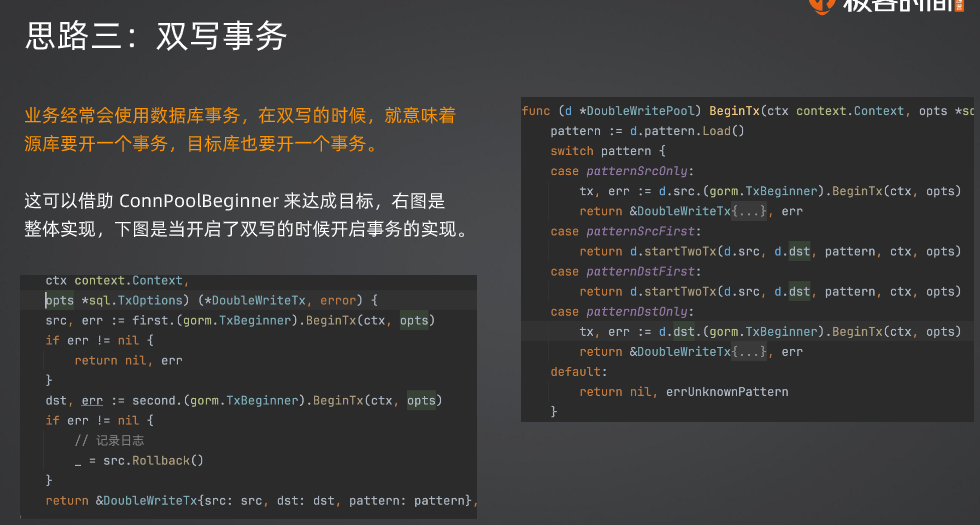 极客时间
思路三：双写事务
业务经常会使用数据库事务，在双写的时候，就意味着
源库要开一个事务，目标库也要开一个事务。
这可以借助 ConnPoolBeginner 来达成目标，右图是
整体实现，下图是当开启了双写的时候开启事务的实现。
ctx context.Context,
opts *sql.TxOptions) (*DoubleWriteTx, error) {
src, err := first.(gorm.TxBeginner).BeginTx(ctx, opts)
if err != nil {
return nil, err
}
dst, err := second.(gorm.TxBeginner).BeginTx(ctx, opts)
if err != nil {
// 记录日志
_ = src.Rollback()
}
return &DoubleWriteTx{src: src, dst: dst, pattern: pattern},
func (d *DoubleWritePool) BeginTx(ctx context.Context, opts *sq
pattern := d.pattern.Load()
switch pattern {
case patternSrcOnly:
tx, err := d.src.(gorm.TxBeginner).BeginTx(ctx, opts)
return &DoubleWriteTx{...}, err
case patternSrcFirst:
return d.startTwoTx(d.src, d.dst, pattern, ctx, opts)
case patternDstFirst:
return d.startTwoTx(d.src, d.dst, pattern, ctx, opts)
case patternDstOnly:
tx, err := d.dst.(gorm.TxBeginner).BeginTx(ctx, opts)
return &DoubleWriteTx{...}, err
default:
return nil, errUnknownPattern
}